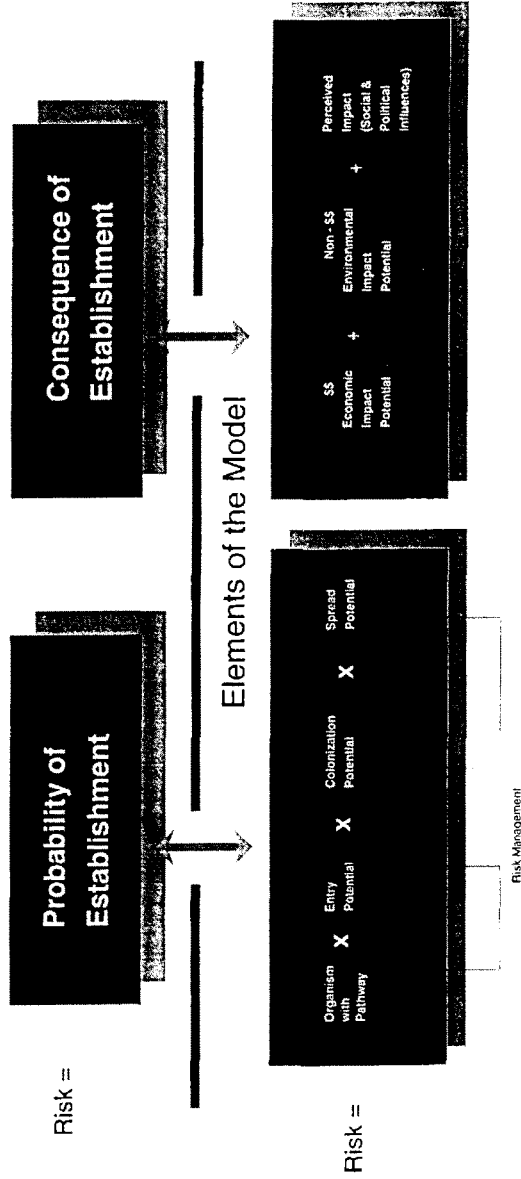 Risk =
Probability of
Establishment
Consequence of
Establishment
Elements of the Model
Risk =
Organism
with
Pathway
X
Entry
Potential
X
Colonization
Potential
X
Spread
Potential
$$
Economic
Impact
Potential
+
Non - $$
Environmental
Impact
Potential
+
Perceived
Impact
(Social &
Political
Influences)
Risk Management